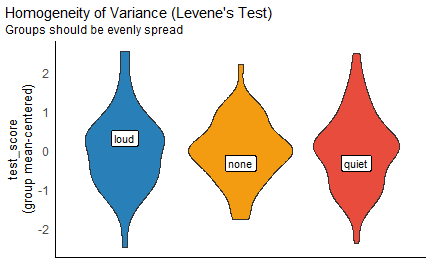 Homogeneity of Variance (Levene's Test)
Groups should be evenly spread
test_score
(group mean-centered)
2
1
0
-1
-2
loud
none
quiet